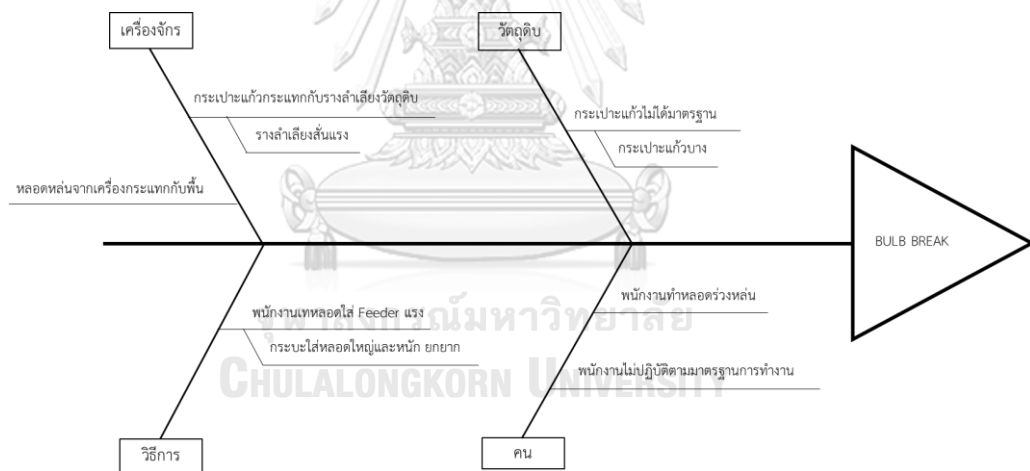 เครื่องจักร
วัตถุดิบ
กระเปาะแก้วกระแทกกับรางลำเลียงวัตถุดิบ
รางลำเลียงสั่นแรง
หลอดหล่นจากเครื่องกระแทกกับพื้น
กระเปาะแก้วไม่ได้มาตรฐาน
กระเปาะแก้วบาง
BULB BREAK
พนักงานเทหลอดใส่ Feeder แรง
กระบะใส่หลอดใหญ่และหนัก ยกยาก
พนักงานทำหลอดร่วงหล่น
พนักงานไม่ปฏิบัติตามมาตรฐานการทำงาน
จุฬาลงกรณ์มหาวิทยาลัย
CHULALONGKORN UNIVERSITY
วิธีการ
คน